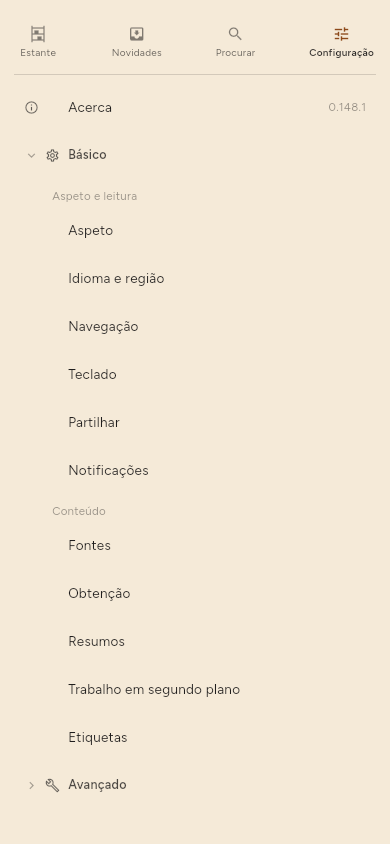 Estante
Novidades
Procurar
Configuração
Acerca
0.148.1
Básico
Aspeto e leitura
Aspeto
Idioma e região
Navegação
Teclado
Partilhar
Notificações
Conteúdo
Fontes
Obtenção
Resumos
Trabalho em segundo plano
Etiquetas
Avançado